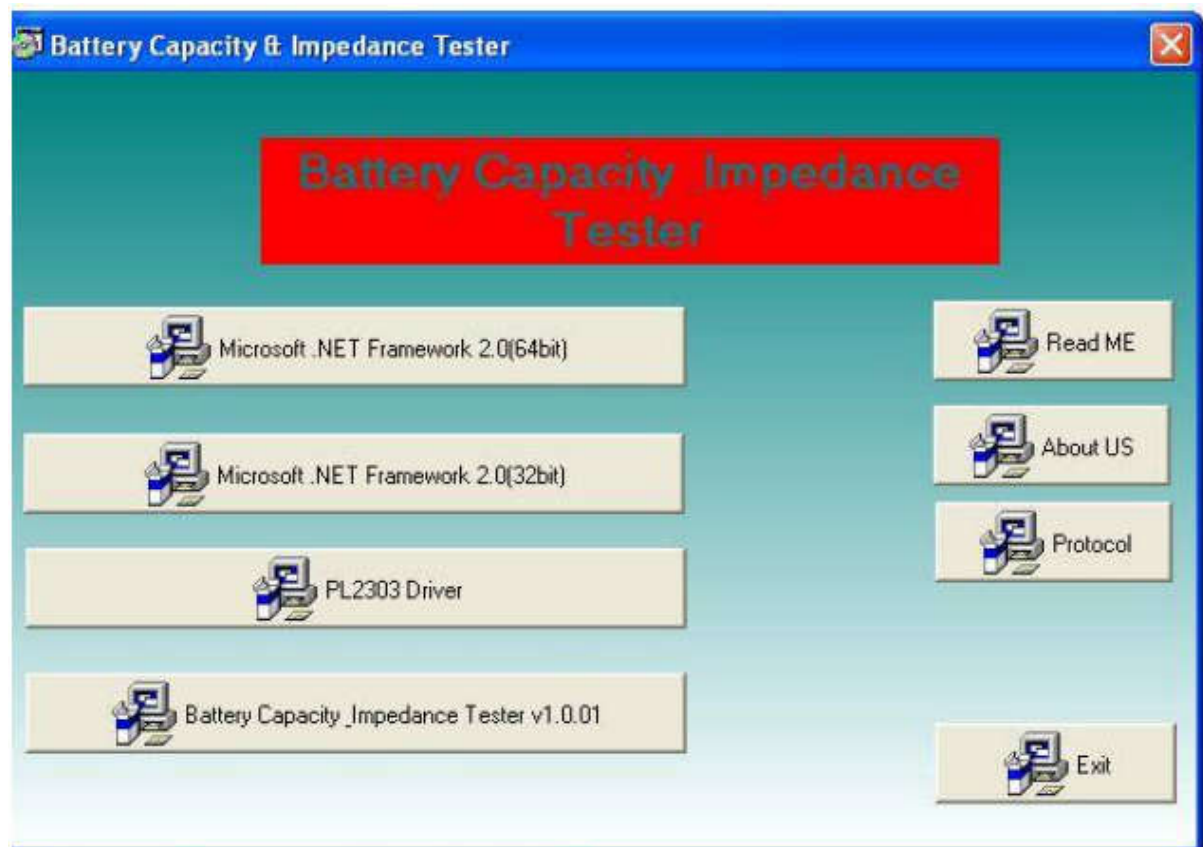 Battery Capacity & Impedance Tester
Battery Capacity _Impedance
Tester
Microsoft .NET Framework 2.0(64bit)
Microsoft .NET Framework 2.0(32bit)
PL2303 Driver
Battery Capacity _Impedance Tester v1.0.01
Read ME
About US
Protocol
Exit